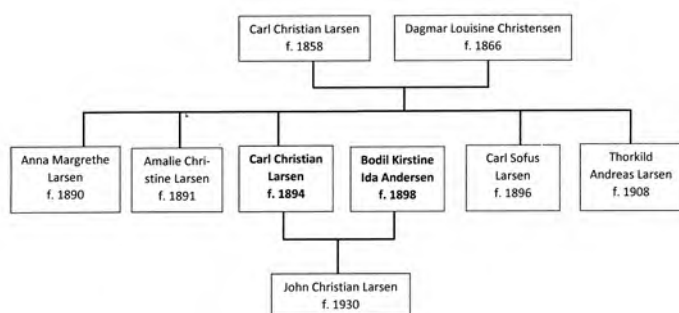 Carl Christian Larsen
f. 1858
Dagmar Louisine Christensen
f. 1866
Anna Margrethe
Larsen
f. 1890
Amalie Chri-
stine Larsen
f. 1891
Carl Christian
Larsen
f. 1894
Bodil Kirstine
Ida Andersen
f. 1898
Carl Sofus
Larsen
f. 1896
Thorkild
Andreas Larsen
f. 1908
John Christian Larsen
f. 1930